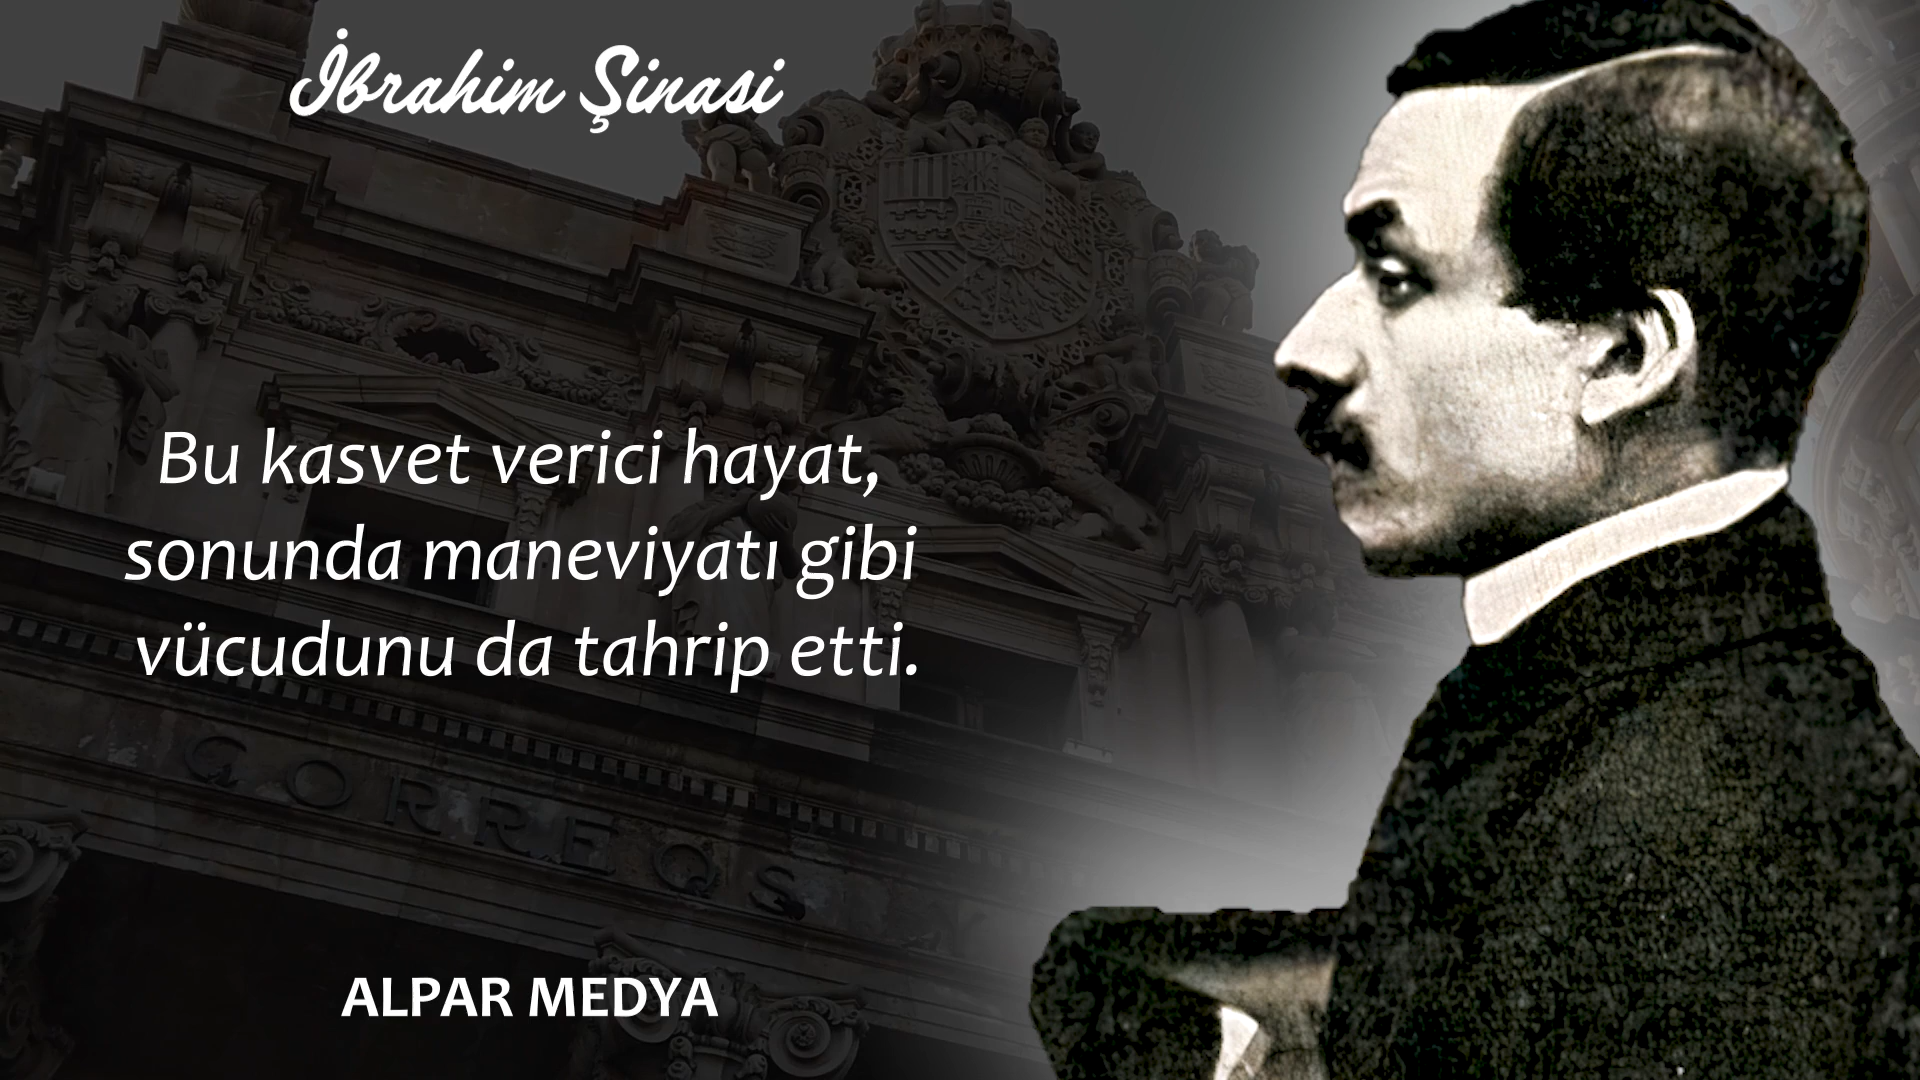 İbrahim Şinasi
Bu kasvet verici hayat,
sonunda maneviyatı gibi
vücudunu da tahrip etti.
CORREOS
ALPAR MEDYA